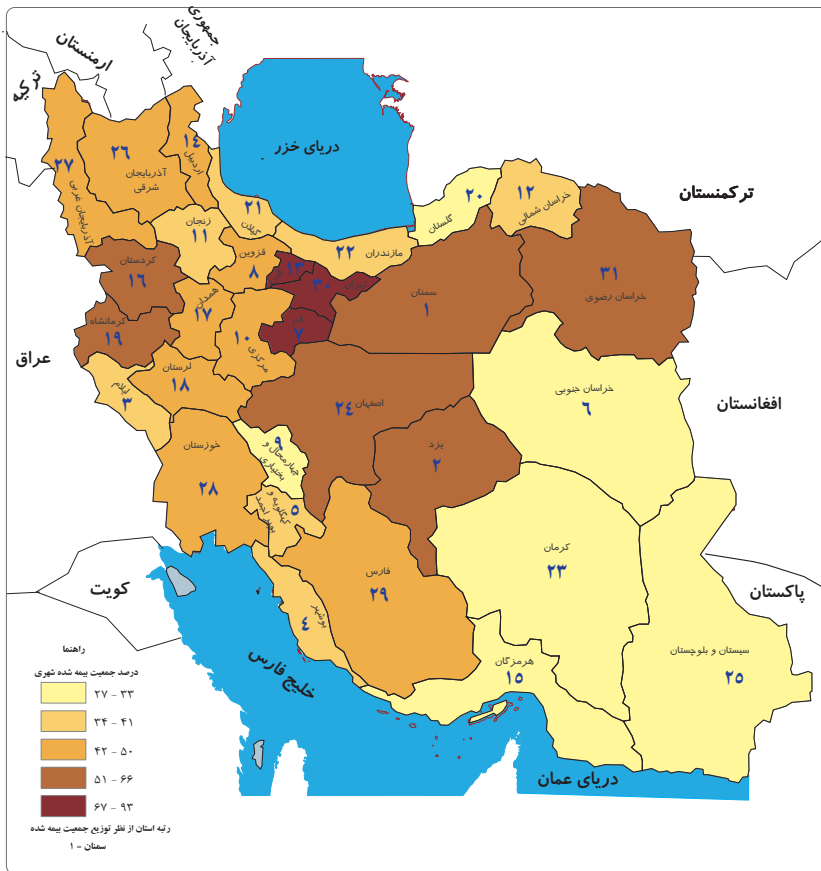 جمهوری
آذربایجان
ارمنستان
ترکیه
دریای خزر
ترکمنستان
عراق
افغانستان
کویت
پاکستان
خلیج فارس
دریای عمان
۲۷
آذربایجان غربی
۲۶
آذربایجان
شرقی
۱۴
اردبیل
۲۱
گیلان
زنجان
۱۱
قزوین
۸
۱۳
تهران
۳۰
۲۲
مازندران
۲۰
گلستان
۱۲
خراسان شمالی
۳۱
خراسان رضوی
سمنان
۱
کردستان
۱۶
کرمانشاه
۱۹
همدان
۱۷
مرکزی
۱۰
قم
۷
ایلام
۳
لرستان
۱۸
خوزستان
۲۸
اصفهان ۲۴
۹
چهارمحال و
بختیاری
کهگیلویه و
بویر احمد
۵
یزد
۲
خراسان جنوبی
۶
کرمان
۲۳
فارس
۲۹
بوشهر
۴
هرمزگان
۱۵
سیستان و بلوچستان
۲۵
راهنما
درصد جمعیت بیمه شده شهری
۲۷ - ۳۳
۳۴ - ۴۱
۴۲ - ۵۰
۵۱ - ۶۶
۶۷ - ۹۳
رتبه استان از نظر توزیع جمعیت بیمه شده
سمنان - ۱